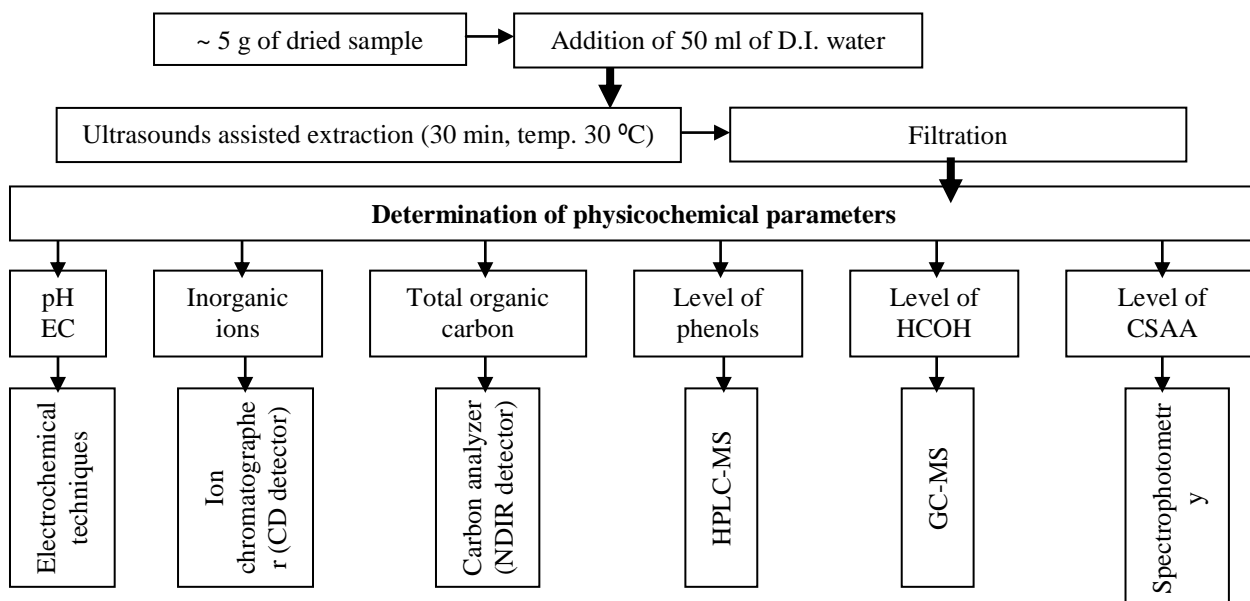 ~ 5 g of dried sample
Addition of 50 ml of D.I. water
Ultrasounds assisted extraction (30 min, temp. 30 ⁰C)
Filtration
Determination of physicochemical parameters
pH
EC
Inorganic
ions
Total organic
carbon
Level of
phenols
Level of
HCOH
Level of
CSAA
Electrochemical
techniques
Ion
chromatographe
r (CD detector)
Carbon analyzer
(NDIR detector)
HPLC-MS
GC-MS
Spectrophotometr
y